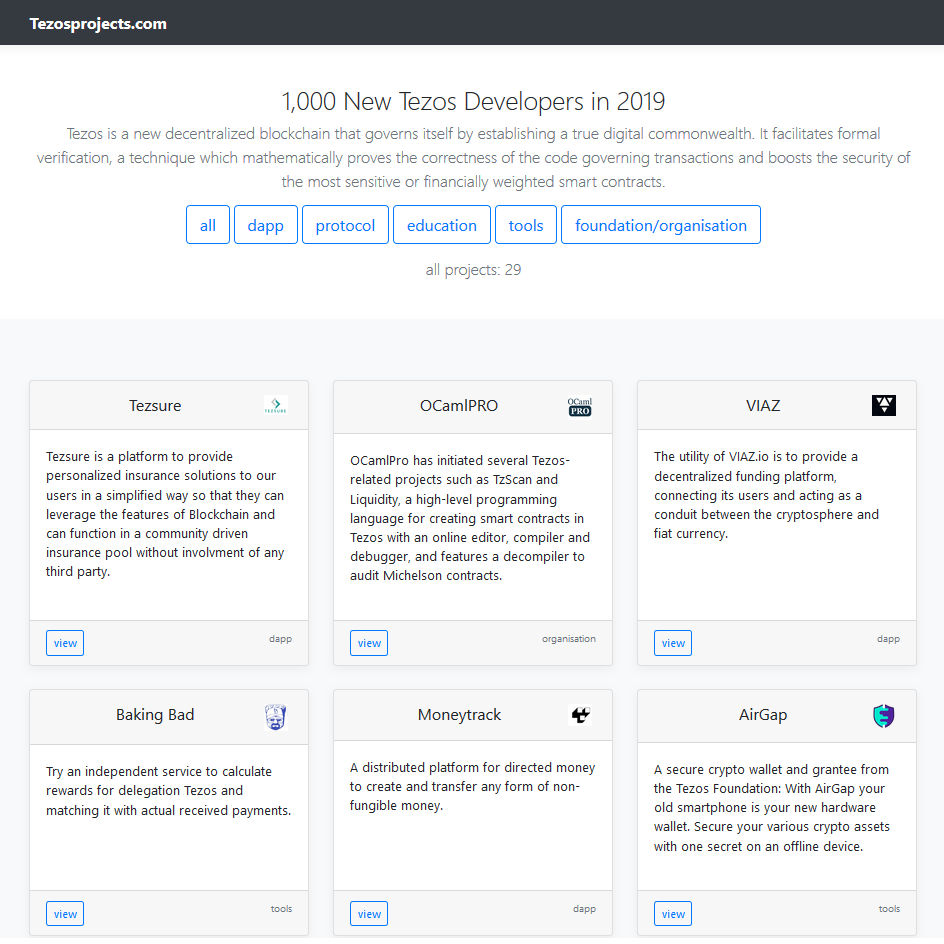 Tezosprojects.com
1,000 New Tezos Developers in 2019
Tezos is a new decentralized blockchain that governs itself by establishing a true digital commonwealth. It facilitates formal
verification, a technique which mathematically proves the correctness of the code governing transactions and boosts the security of
the most sensitive or financially weighted smart contracts.
all dapp protocol education tools foundation/organisation
all projects: 29
Tezsure
TEZSURE
Tezsure is a platform to provide
personalized insurance solutions to our
users in a simplified way so that they can
leverage the features of Blockchain and
can function in a community driven
insurance pool without involvment of any
third party.
view dapp
OCamlPRO
OCaml
PRO
OCamlPro has initiated several Tezos-
related projects such as TzScan and
Liquidity, a high-level programming
language for creating smart contracts in
Tezos with an online editor, compiler and
debugger, and features a decompiler to
audit Michelson contracts.
view organisation
VIAZ
The utility of VIAZ.io is to provide a
decentralized funding platform,
connecting its users and acting as a
conduit between the cryptosphere and
fiat currency.
view dapp
Baking Bad
Try an independent service to calculate
rewards for delegation Tezos and
matching it with actual received payments.
view tools
Moneytrack
A distributed platform for directed money
to create and transfer any form of non-
fungible money.
view dapp
AirGap
A secure crypto wallet and grantee from
the Tezos Foundation: With AirGap your
old smartphone is your new hardware
wallet. Secure your various crypto assets
with one secret on an offline device.
view tools